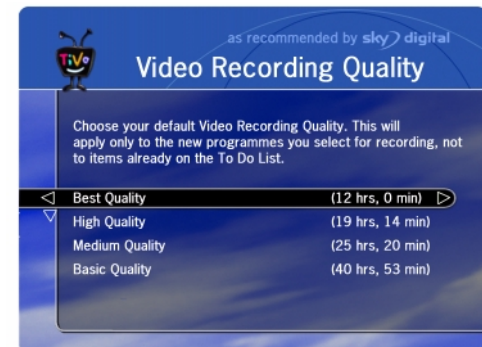 as recommended by sky digital
TiVo
Video Recording Quality
Choose your default Video Recording Quality. This will
apply only to the new programmes you select for recording, not
to items already on the To Do List.
Best Quality (12 hrs, 0 min)
High Quality (19 hrs, 14 min)
Medium Quality (25 hrs, 20 min)
Basic Quality (40 hrs, 53 min)